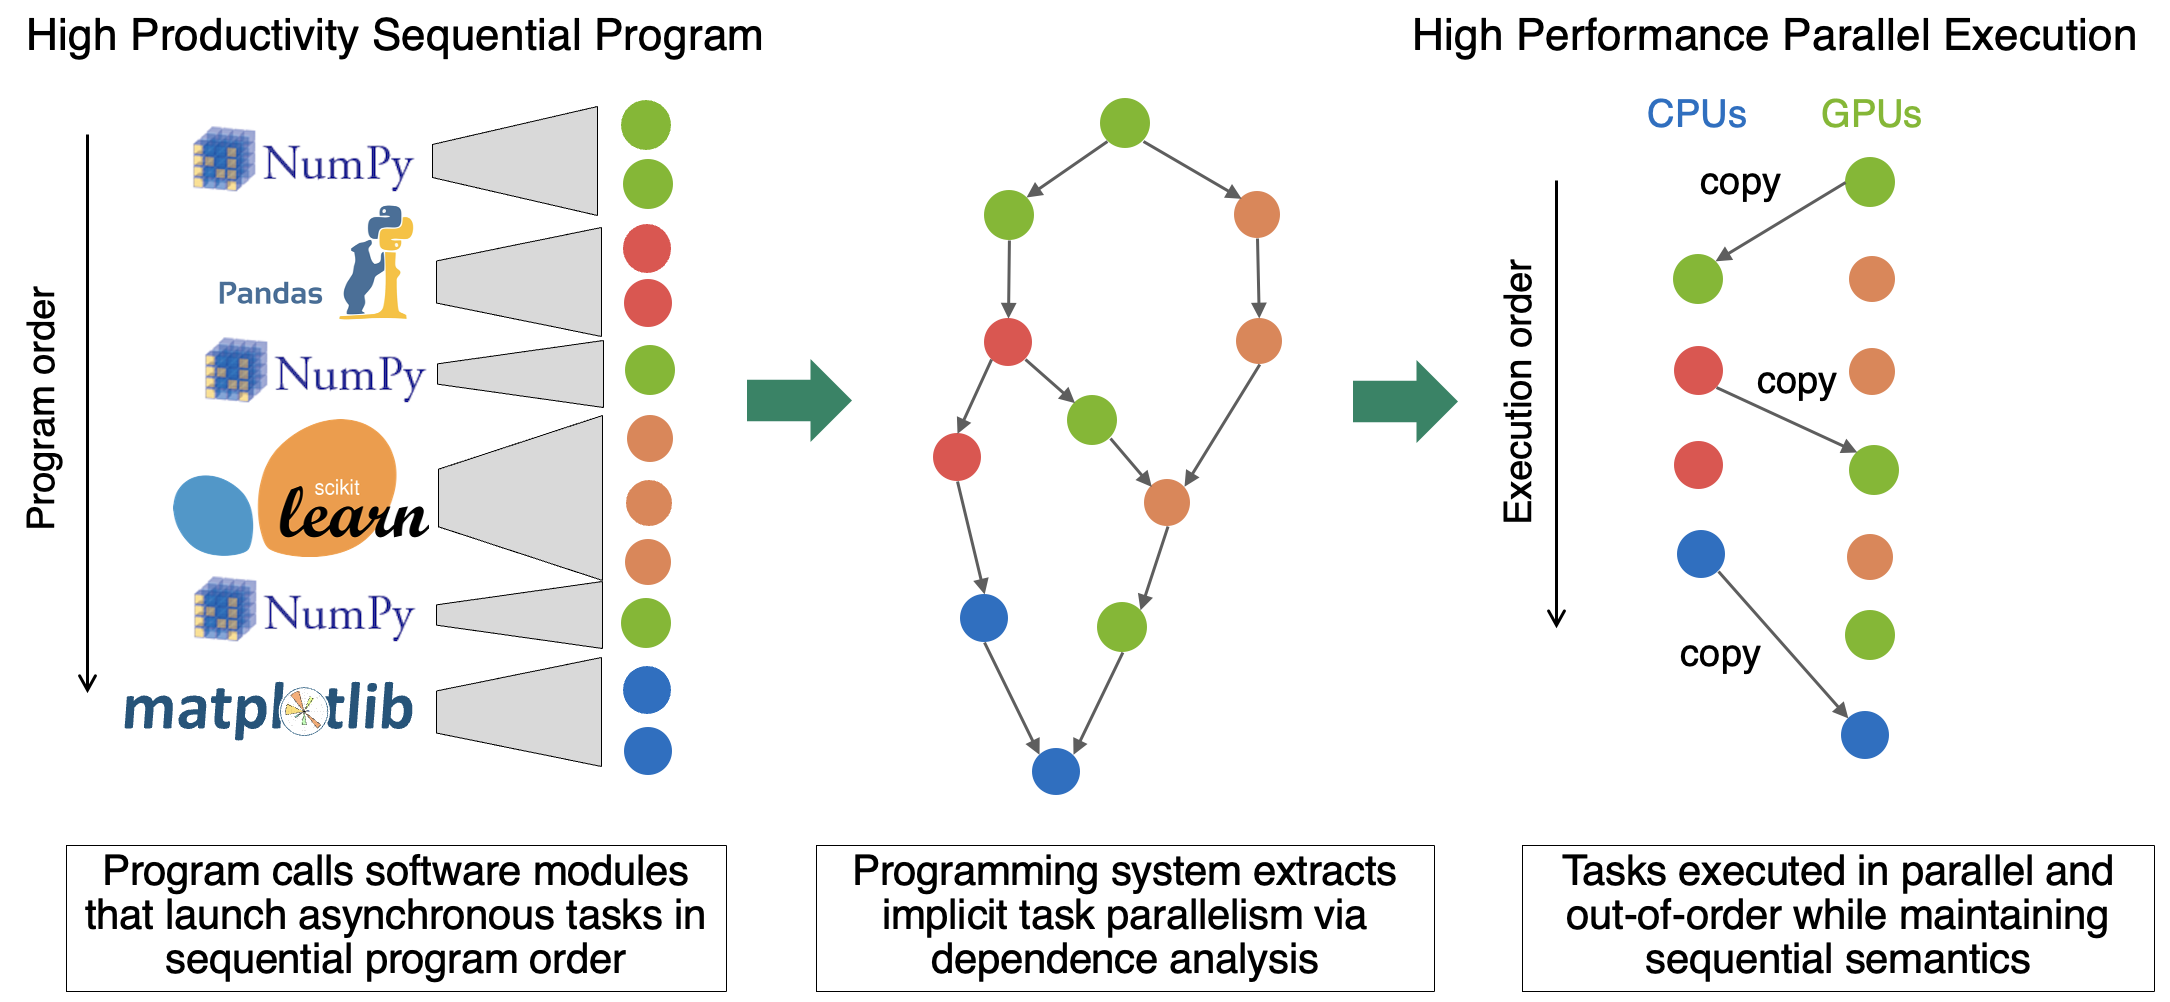 High Productivity Sequential Program
High Performance Parallel Execution
Program order
NumPy
Pandas
NumPy
scikit
learn
NumPy
matplotlib
CPUs
GPUs
Execution order
copy
copy
copy
Program calls software modules
that launch asynchronous tasks in
sequential program order
Programming system extracts
implicit task parallelism via
dependence analysis
Tasks executed in parallel and
out-of-order while maintaining
sequential semantics